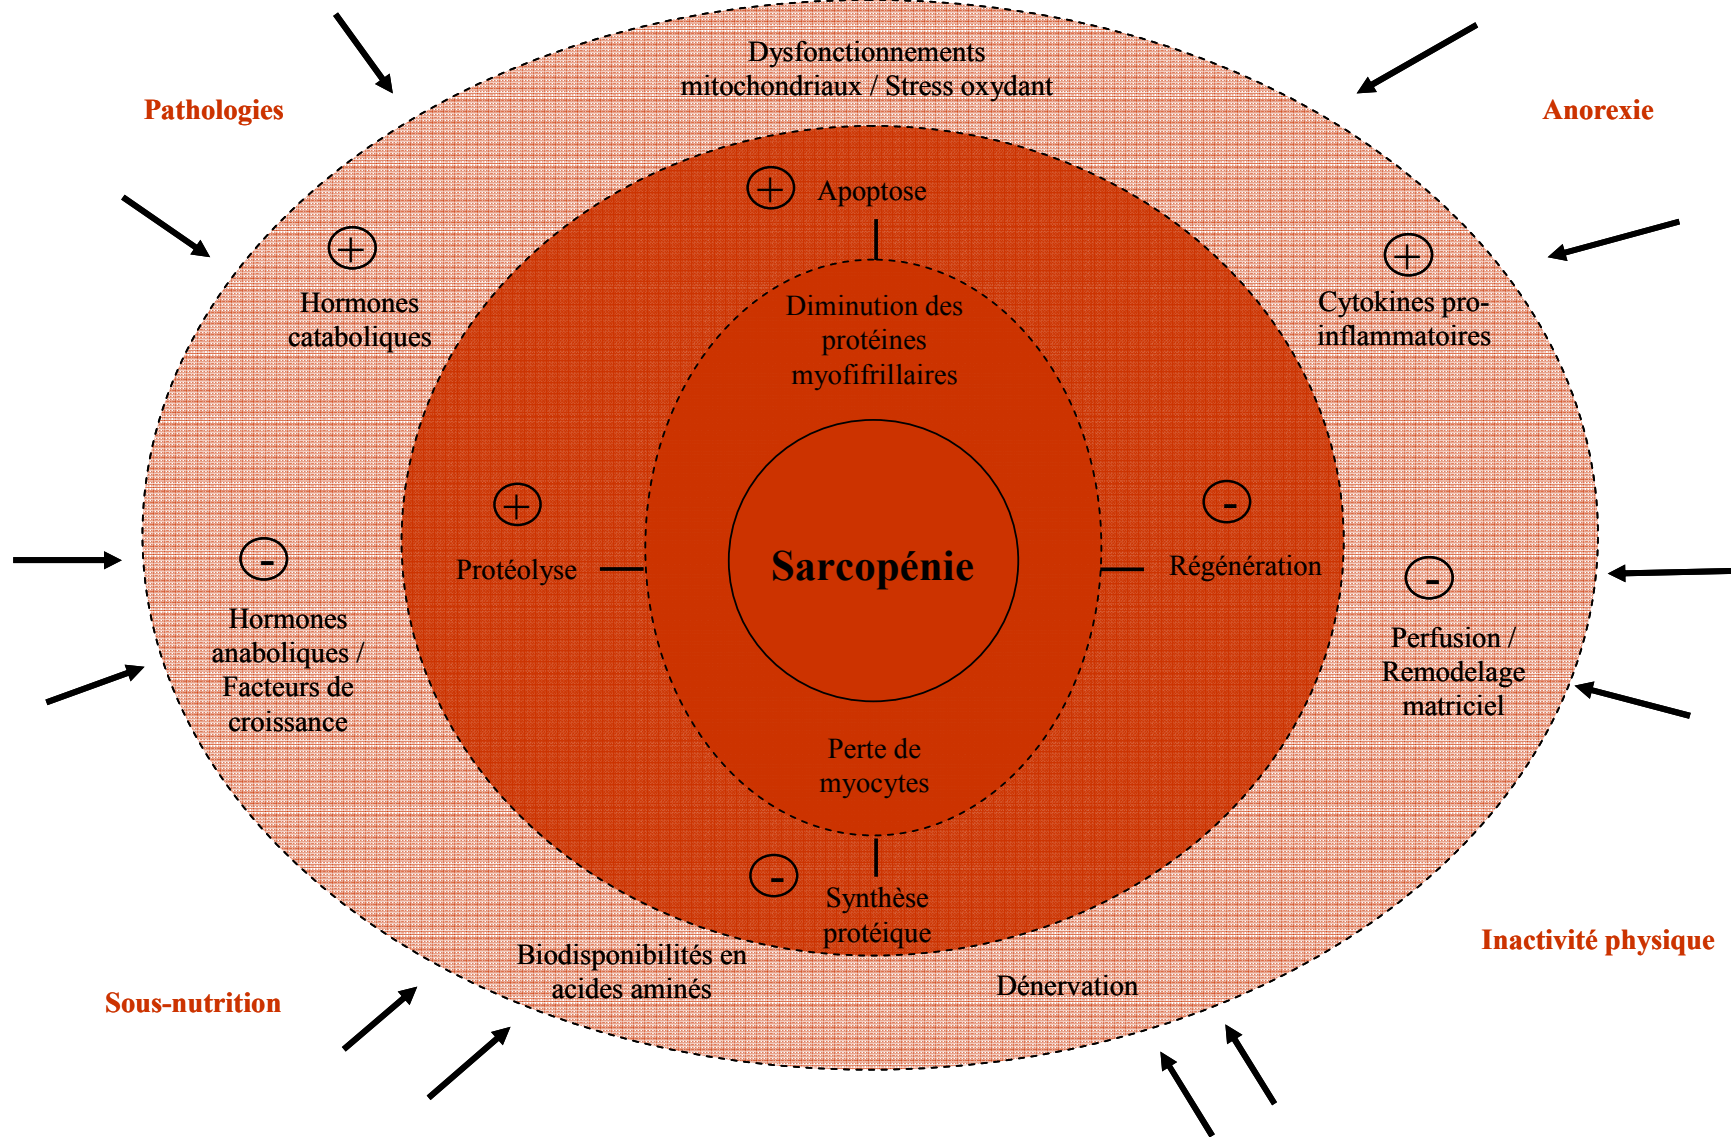 Dysfonctionnements
mitochondriaux / Stress oxydant
Pathologies
Anorexie
+
Apoptose
+
Hormones
cataboliques
+
Cytokines pro-
inflammatoires
Diminution des
protéines
myofifrillaires
+
Protéolyse
Sarcopénie
-
Régénération
-
Hormones
anaboliques /
Facteurs de
croissance
-
Perfusion /
Remodelage
matriciel
Perte de
myocytes
-
Synthèse
protéique
Biodisponibilités en
acides aminés
Dénervation
Sous-nutrition
Inactivité physique